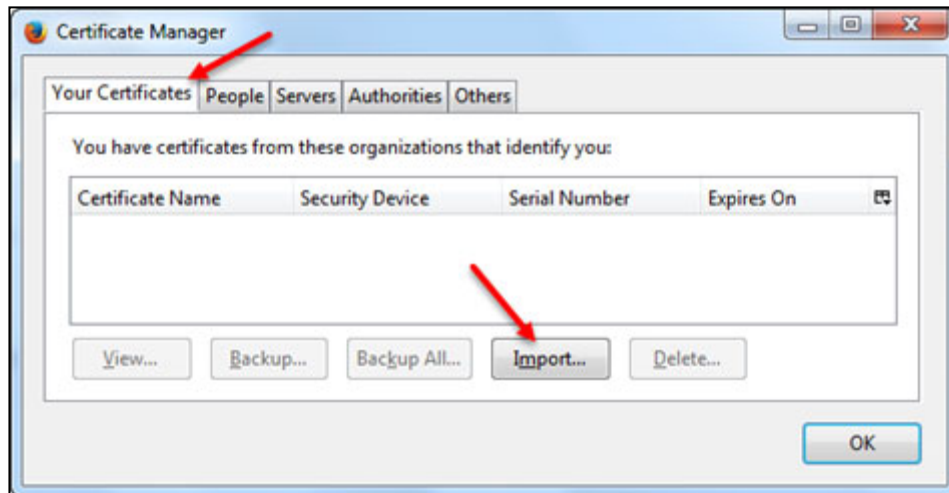 Certificate Manager
Your Certificates People Servers Authorities Others
You have certificates from these organizations that identify you:
Certificate Name Security Device Serial Number Expires On
View... Backup... Backup All... Import... Delete...
OK